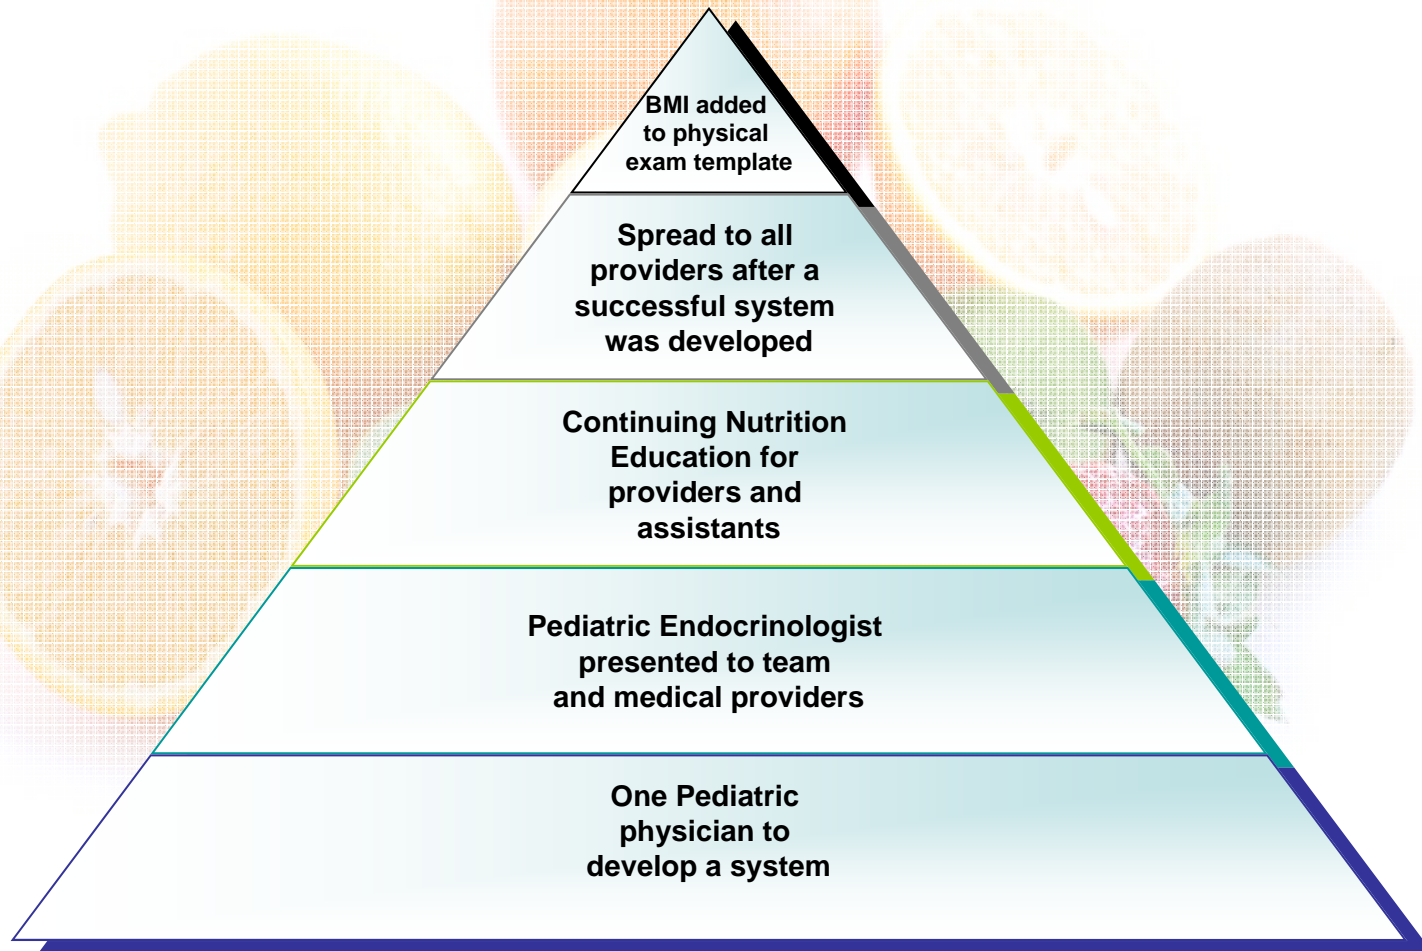 BMI added
to physical
exam template
Spread to all
providers after a
successful system
was developed
Continuing Nutrition
Education for
providers and
assistants
Pediatric Endocrinologist
presented to team
and medical providers
One Pediatric
physician to
develop a system